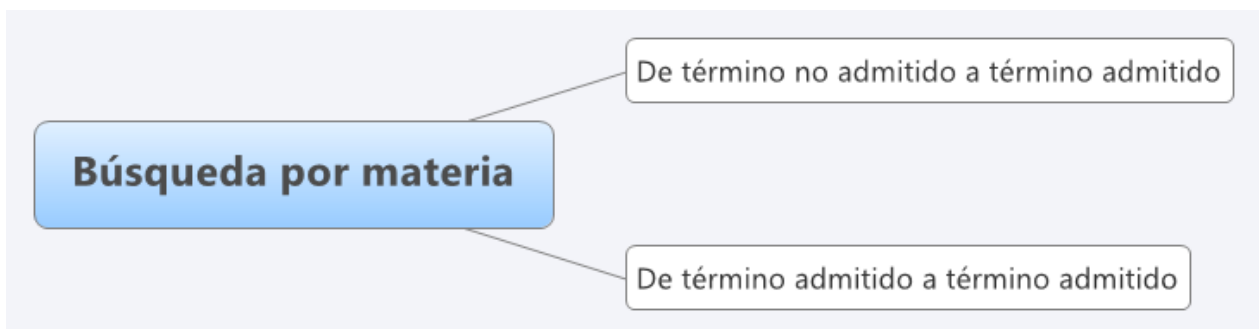 De término no admitido a término admitido
Búsqueda por materia
De término admitido a término admitido